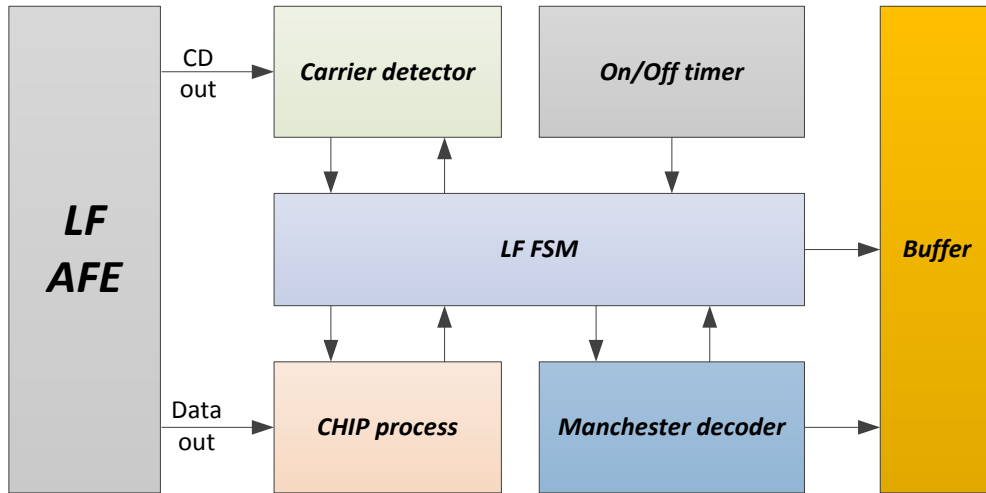 LF
AFE
CD
out
Carrier detector
On/Off timer
LF FSM
Buffer
Data
out
CHIP process
Manchester decoder